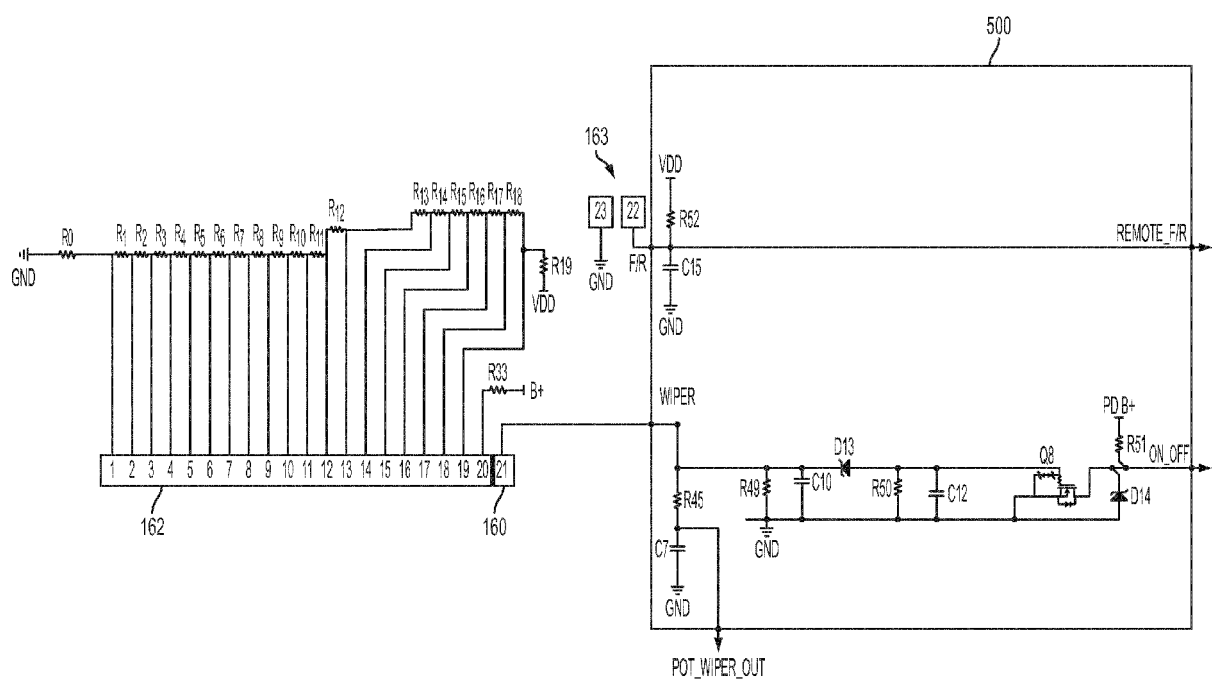 500
163
VDD
23
22
R52
REMOTE_F/R
F/R
C15
GND
GND
R0
GND
R1 R2 R3 R4 R5 R6 R7 R8 R9 R10 R11
R12
R13 R14 R15 R16 R17 R18
R19
VDD
R33
B+
WIPER
PD B+
R51
ON_OFF
D13
Q8
R49
C10
R50
C12
D14
R45
GND
C7
GND
1 2 3 4 5 6 7 8 9 10 11 12 13 14 15 16 17 18 19 20 21
162
160
POT_WIPER_OUT